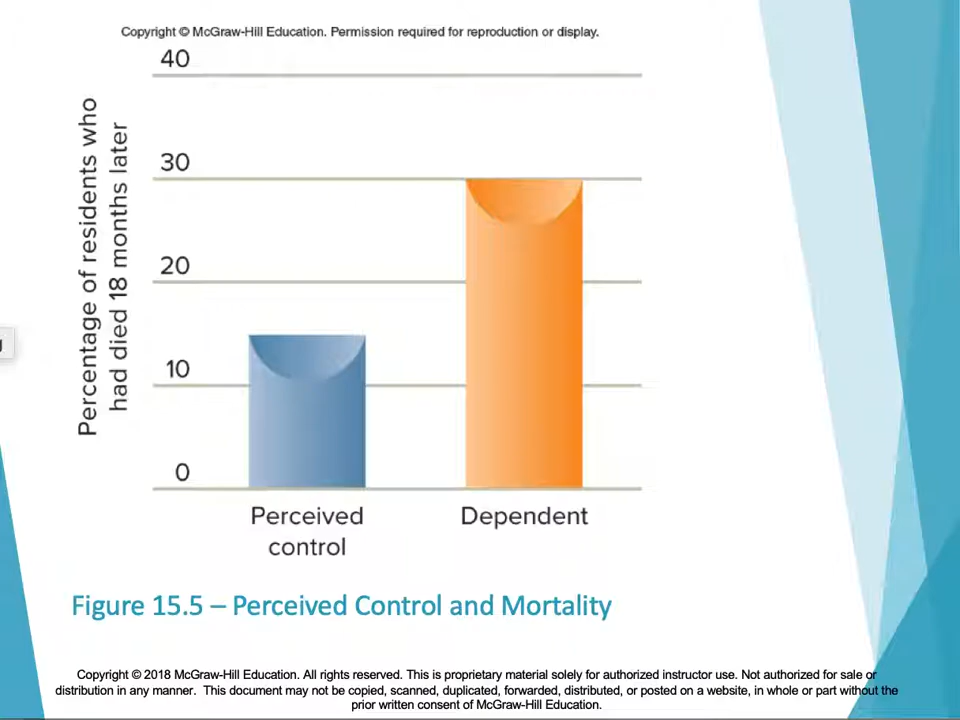 Copyright © McGraw-Hill Education. Permission required for reproduction or display.
Percentage of residents who
had died 18 months later
40
30
20
10
0
Perceived
control
Dependent
Figure 15.5 – Perceived Control and Mortality
Copyright © 2018 McGraw-Hill Education. All rights reserved. This is proprietary material solely for authorized instructor use. Not authorized for sale or
distribution in any manner. This document may not be copied, scanned, duplicated, forwarded, distributed, or posted on a website, in whole or part without the
prior written consent of McGraw-Hill Education.